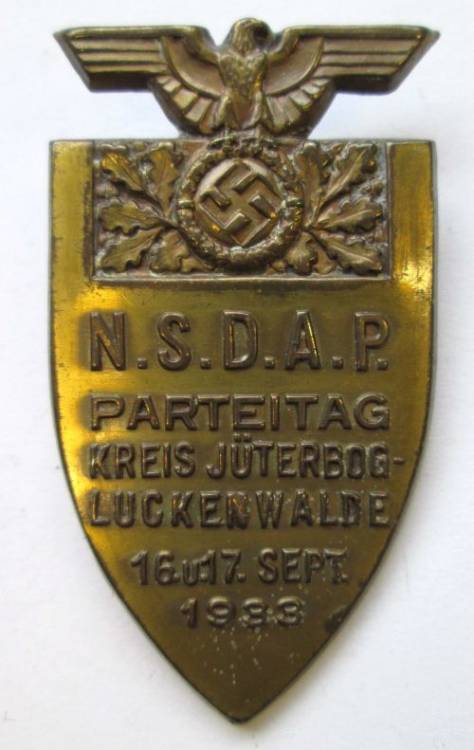 N.S.D.A.P.
PARTEITAG
KREIS JÜTERBOG-
LUCKENWALDE
16.u.17. SEPT.
1933